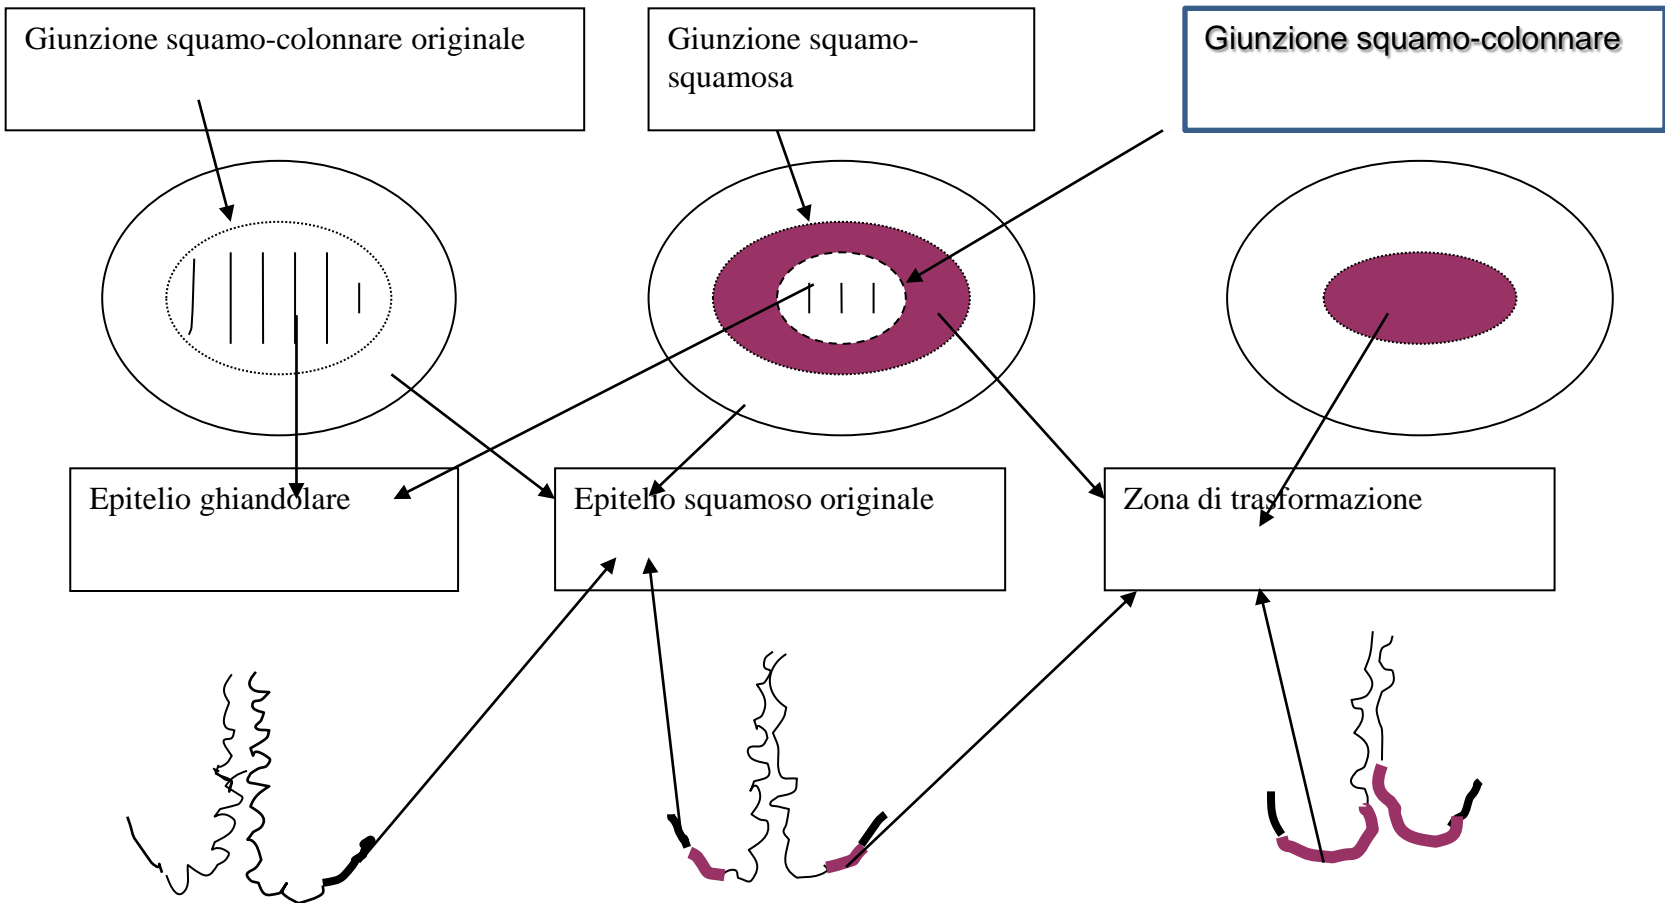 Giunzione squamo-colonnare originale
Giunzione squamo-
squamosa
Giunzione squamo-colonnare
Epitelio ghiandolare
Epitelio squamoso originale
Zona di trasformazione